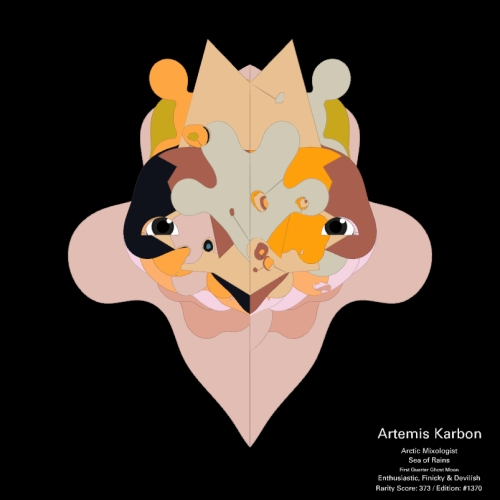 Artemis Karbon
Arctic Mixologist
Sea of Rains
First Quarter Ghost Moon
Enthusiastic, Finicky & Devilish
Rarity Score: 373 / Edition: #1370